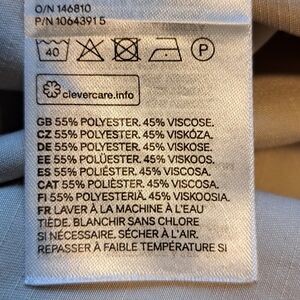 O/N 146810
P/N 1064391 5
40
P
clevercare.info
GB 55% POLYESTER. 45% VISCOSE.
CZ 55% POLYESTER. 45% VISKÓZA.
DE 55% POLYESTER. 45% VISKOSE.
EE 55% POLÜESTER. 45% VISKOOS.
ES 55% POLIÉSTER. 45% VISCOSA.
CAT 55% POLIÈSTER. 45% VISCOSA.
FI 55% POLYESTERIÄ. 45% VISKOOSIA.
FR LAVER À LA MACHINE À L'EAU
TIÈDE. BLANCHIR SANS CHLORE
SI NÉCESSAIRE. SÉCHER À L'AIR.
REPASSER À FAIBLE TEMPÉRATURE SI